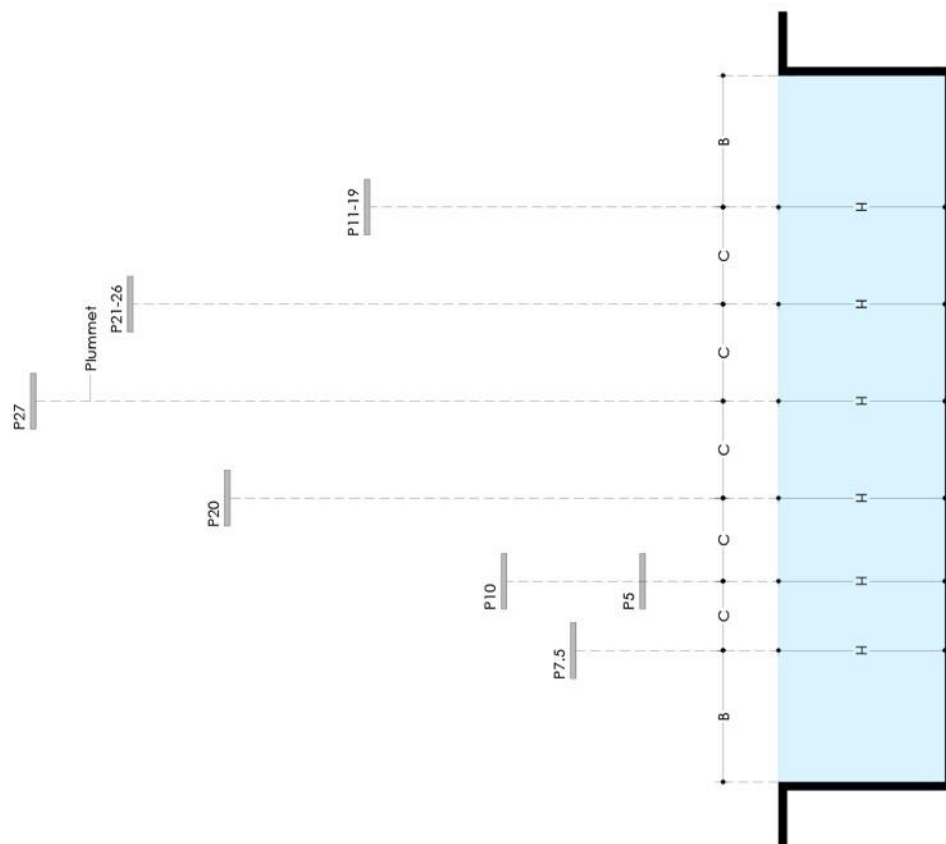 P27
Plummet
P21-26
P20
P11-19
P10
P7.5
P5
B C C C C C B
H H H H H H